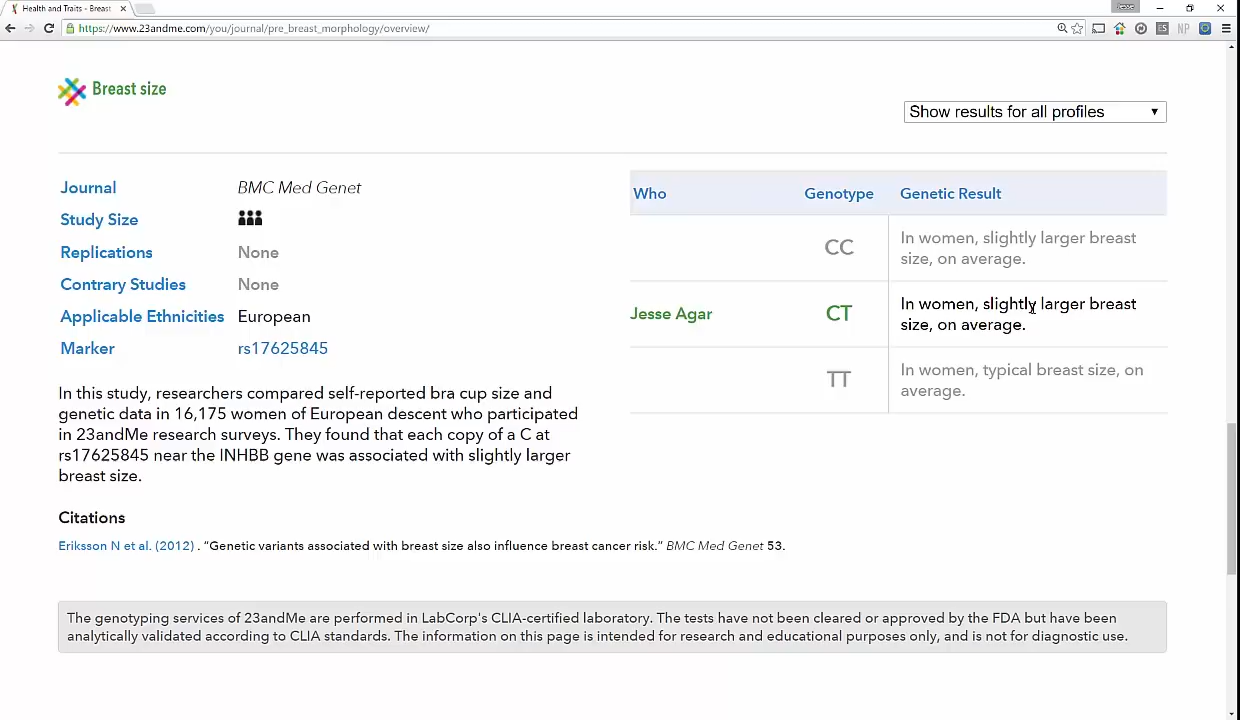 Health and Traits - Breast
https://www.23andme.com/you/journal/pre_breast_morphology/overview/
ES
NP
Breast size
Show results for all profiles
Journal BMC Med Genet
Study Size
Replications None
Contrary Studies None
Applicable Ethnicities European
Marker rs17625845
In this study, researchers compared self-reported bra cup size and
genetic data in 16,175 women of European descent who participated
in 23andMe research surveys. They found that each copy of a C at
rs17625845 near the INHBB gene was associated with slightly larger
breast size.
Who Genotype Genetic Result
CC In women, slightly larger breast
size, on average.
Jesse Agar CT In women, slightly larger breast
size, on average.
TT In women, typical breast size, on
average.
Citations
Eriksson N et al. (2012) . “Genetic variants associated with breast size also influence breast cancer risk.” BMC Med Genet 53.
The genotyping services of 23andMe are performed in LabCorp's CLIA-certified laboratory. The tests have not been cleared or approved by the FDA but have been
analytically validated according to CLIA standards. The information on this page is intended for research and educational purposes only, and is not for diagnostic use.